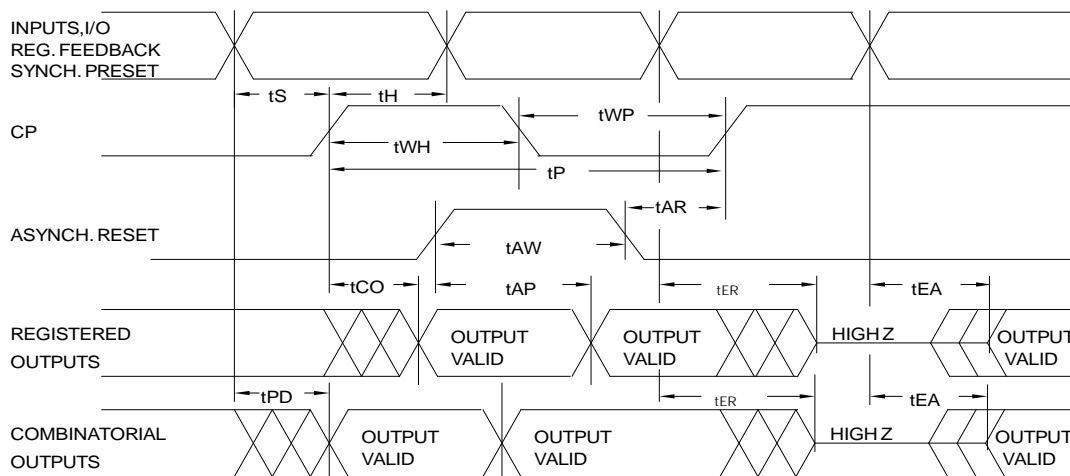 INPUTS,I/O
REG. FEEDBACK
SYNCH. PRESET
tS
tH
CP
tWP
tWH
tP
tAR
ASYNCH. RESET
tAW
tCO
tAP
tER
tEA
REGISTERED
OUTPUTS
OUTPUT
VALID
OUTPUT
VALID
HIGH Z
OUTPUT
VALID
tPD
tER
tEA
COMBINATORIAL
OUTPUTS
OUTPUT
VALID
OUTPUT
VALID
HIGH Z
OUTPUT
VALID